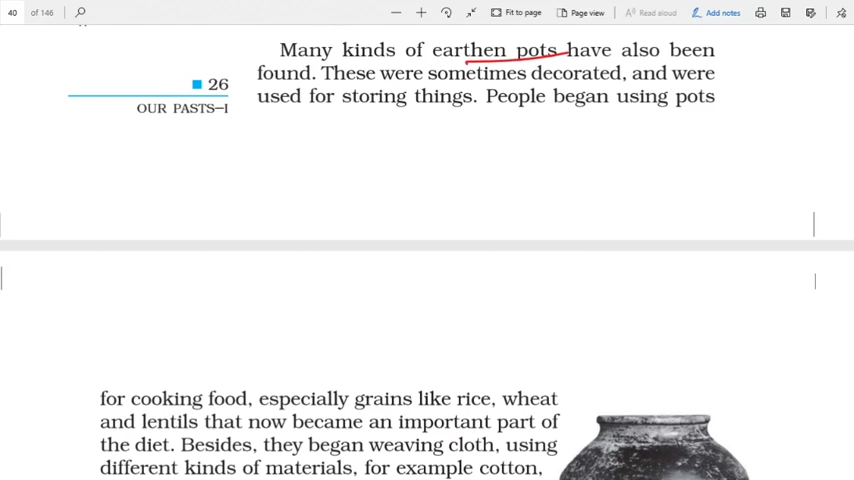 40 of 146 Fit to page Page view Read aloud Add notes
Many kinds of earthen pots have also been
found. These were sometimes decorated, and were
used for storing things. People began using pots
26
OUR PASTS–I
for cooking food, especially grains like rice, wheat
and lentils that now became an important part of
the diet. Besides, they began weaving cloth, using
different kinds of materials, for example cotton,